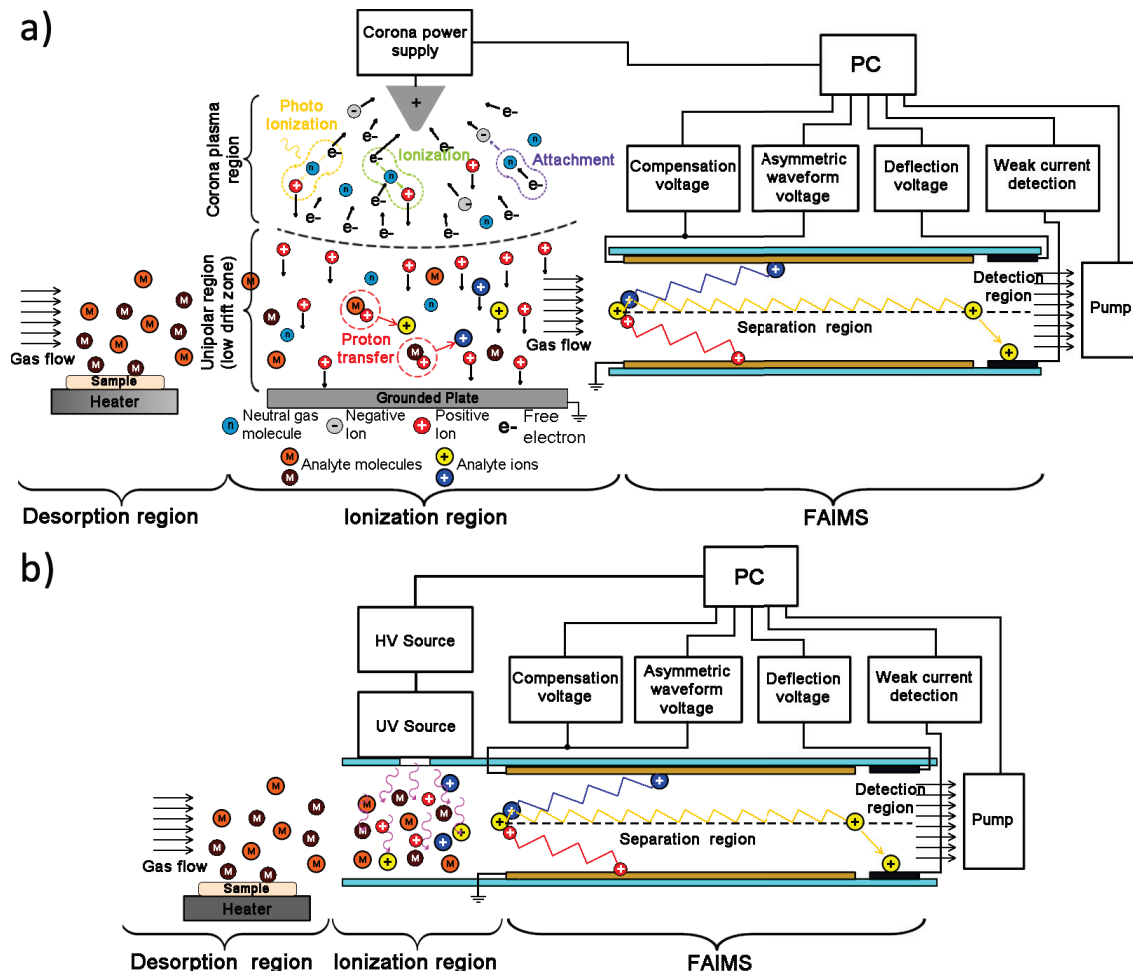 a)
Corona power
supply
PC
Corona plasma
region
Photo
Ionization
+
-
e-
n
Ionization
Attachment
Compensation
voltage
Asymmetric
waveform
voltage
Deflection
voltage
Weak current
detection
Unipolar region
(low drift zone)
Gas flow
M
Sample
Heater
Proton
transfer
Gas
flow
Grounded Plate
Separation region
Detection
region
Pump
n Neutral gas
molecule
- Negative
Ion
+ Positive
Ion
e- Free
electron
M
M
Analyte molecules
+
+
Analyte ions
Desorption region
Ionization region
FAIMS
b)
PC
HV Source
UV Source
Compensation
voltage
Asymmetric
waveform
voltage
Deflection
voltage
Weak current
detection
Gas flow
M
Sample
Heater
+
Separation region
Detection
region
Pump
Desorption region
Ionization region
FAIMS